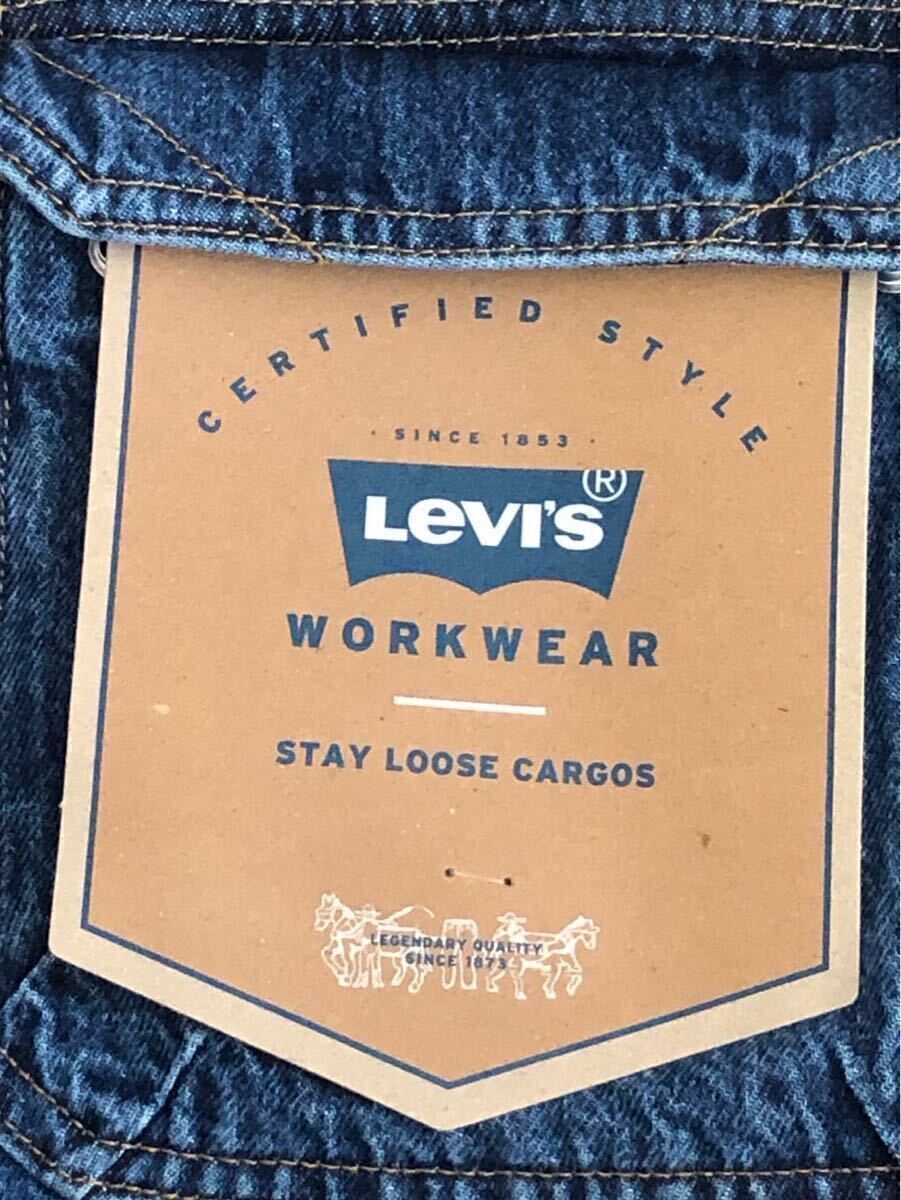 CERTIFIED STYLE
· SINCE 1853 ·
Levi's®
WORKWEAR
STAY LOOSE CARGOS
LEGENDARY QUALITY
SINCE 1873